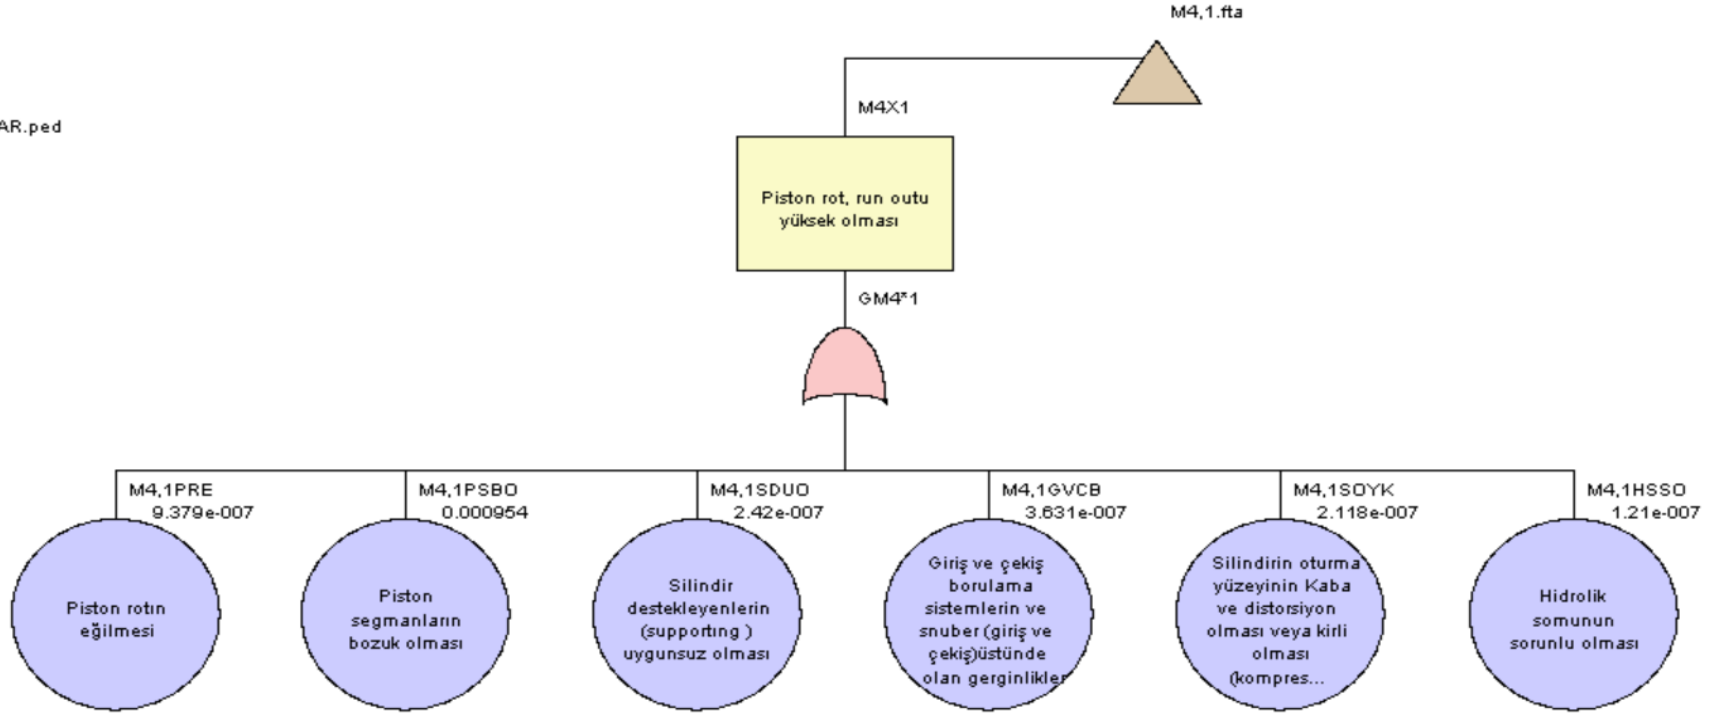 M4,1.fta
M4X1
AR.ped
Piston rot, run outu
yüksek olması
GM4*1
M4,1PRE
9.379e-007
Piston rotın
eğilmesi
M4,1PSBO
0.000954
Piston
segmanların
bozuk olması
M4,1SDUO
2.42e-007
Silindir
destekleyenlerin
(supportıng )
uygunsuz olması
M4,1GVCB
3.631e-007
Giriş ve çekiş
borulama
sistemlerin ve
snuber (giriş ve
çekiş)üstünde
olan gerginlikler
M4,1SOYK
2.118e-007
Silindirin oturma
yüzeyinin Kaba
ve distorsiyon
olması veya kirli
olması
(kompres...
M4,1HSSO
1.21e-007
Hidrolik
somunun
sorunlu olması